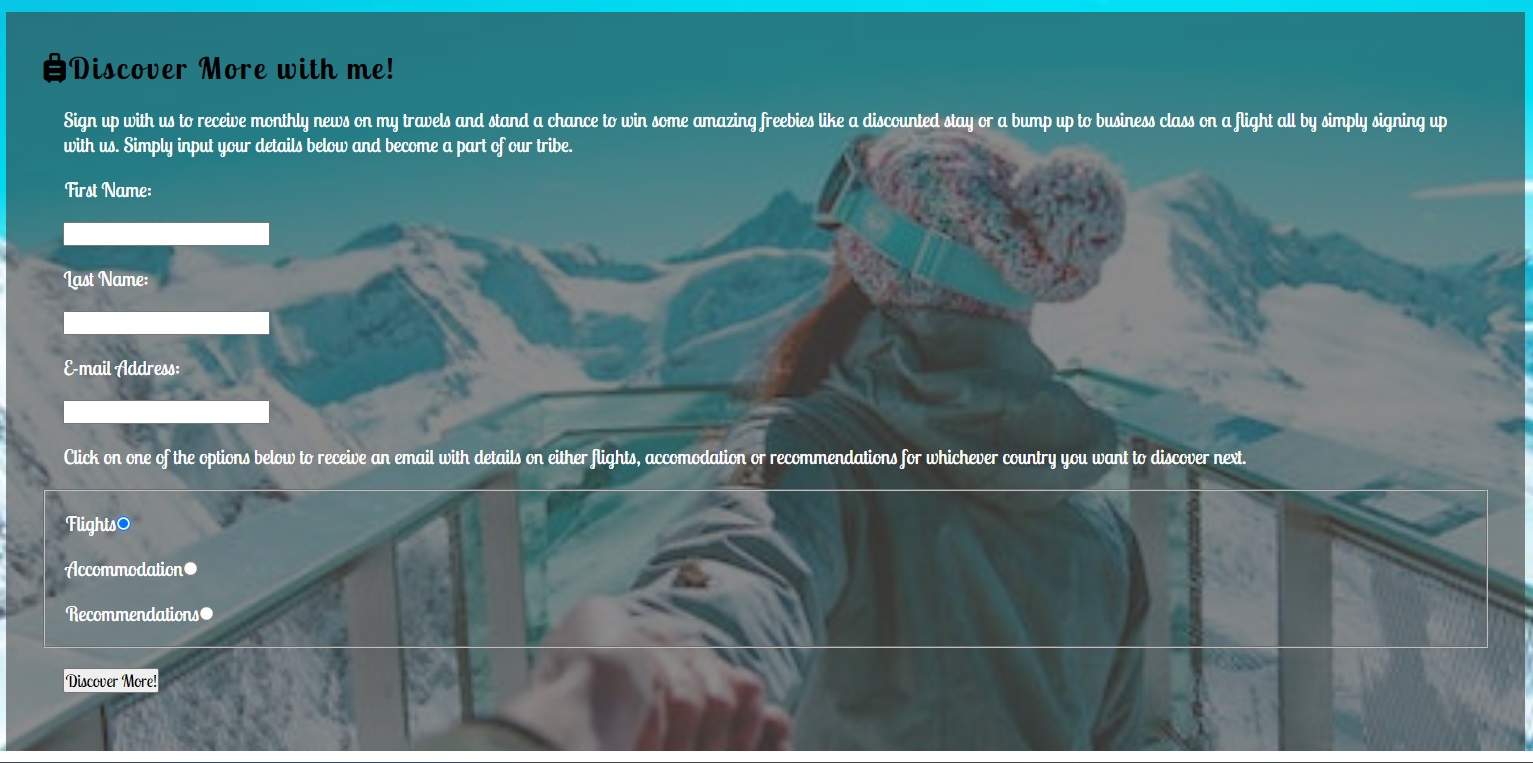 Discover More with me!
Sign up with us to receive monthly news on my travels and stand a chance to win some amazing freebies like a discounted stay or a bump up to business class on a flight all by simply signing up
with us. Simply input your details below and become a part of our tribe.
First Name:
Last Name:
E-mail Address:
Click on one of the options below to receive an email with details on either flights, accomodation or recommendations for whichever country you want to discover next.
Flights
Accommodation
Recommendations
Discover More!